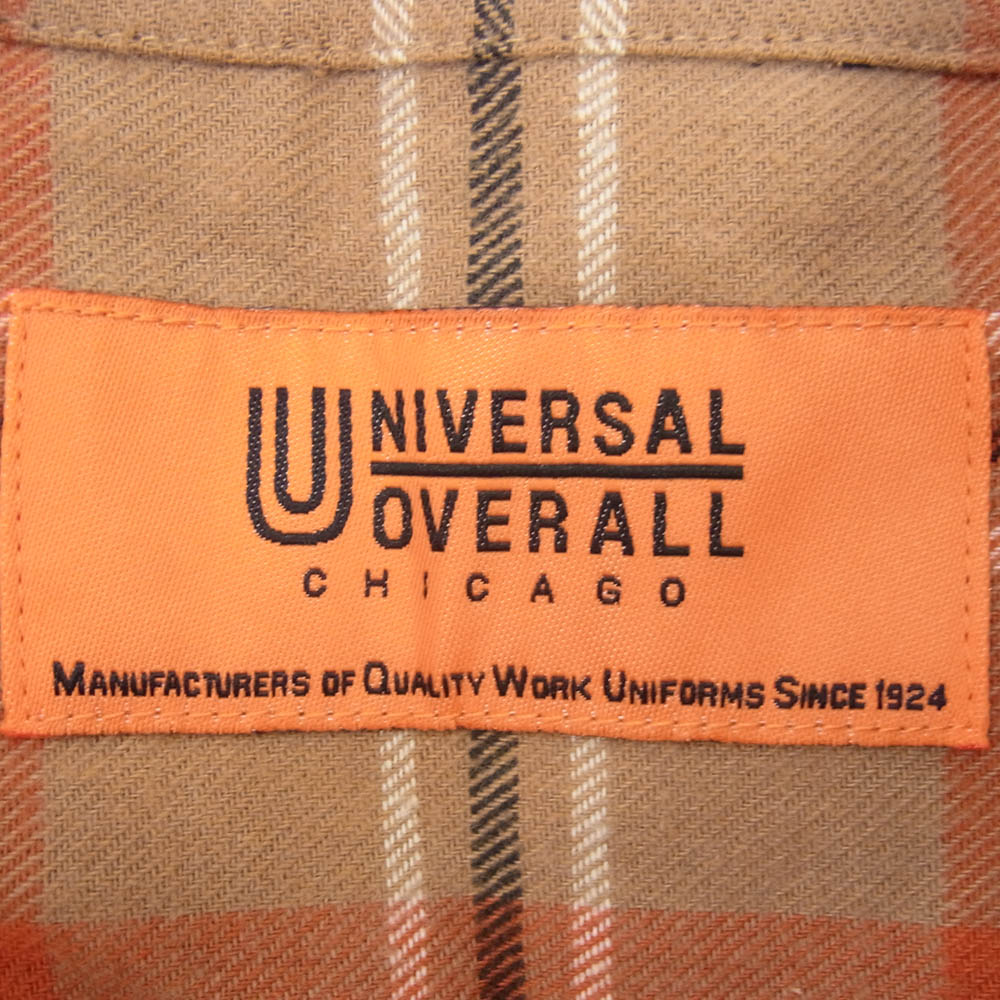 UNIVERSAL
OVERALL
CHICAGO
MANUFACTURERS OF QUALITY WORK UNIFORMS SINCE 1924